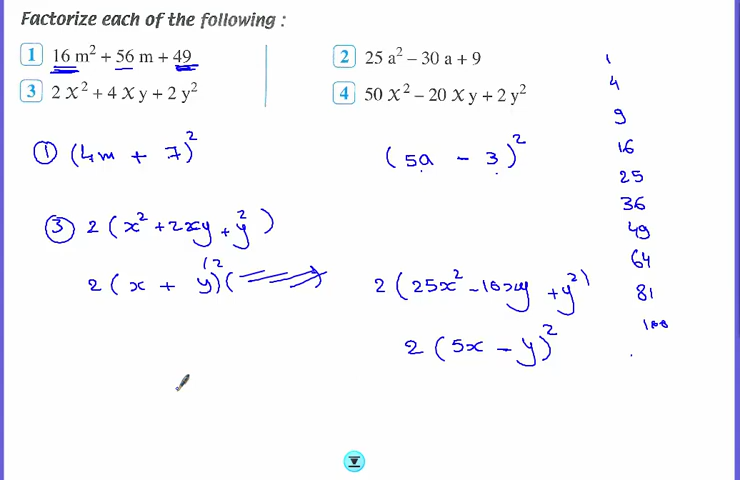 Factorize each of the following :
1 16 m² + 56 m + 49
2 25 a² – 30 a + 9
3 2 X² + 4 X y + 2 y²
4 50 X² – 20 X y + 2 y²
① (4m + 7)²
(5a - 3)²
③ 2 (x² + 2xy + y²)
2 (x + y)² (
2 (25x² - 10xy + y²)
2 (5x - y)²
1
4
9
16
25
36
49
64
81
100